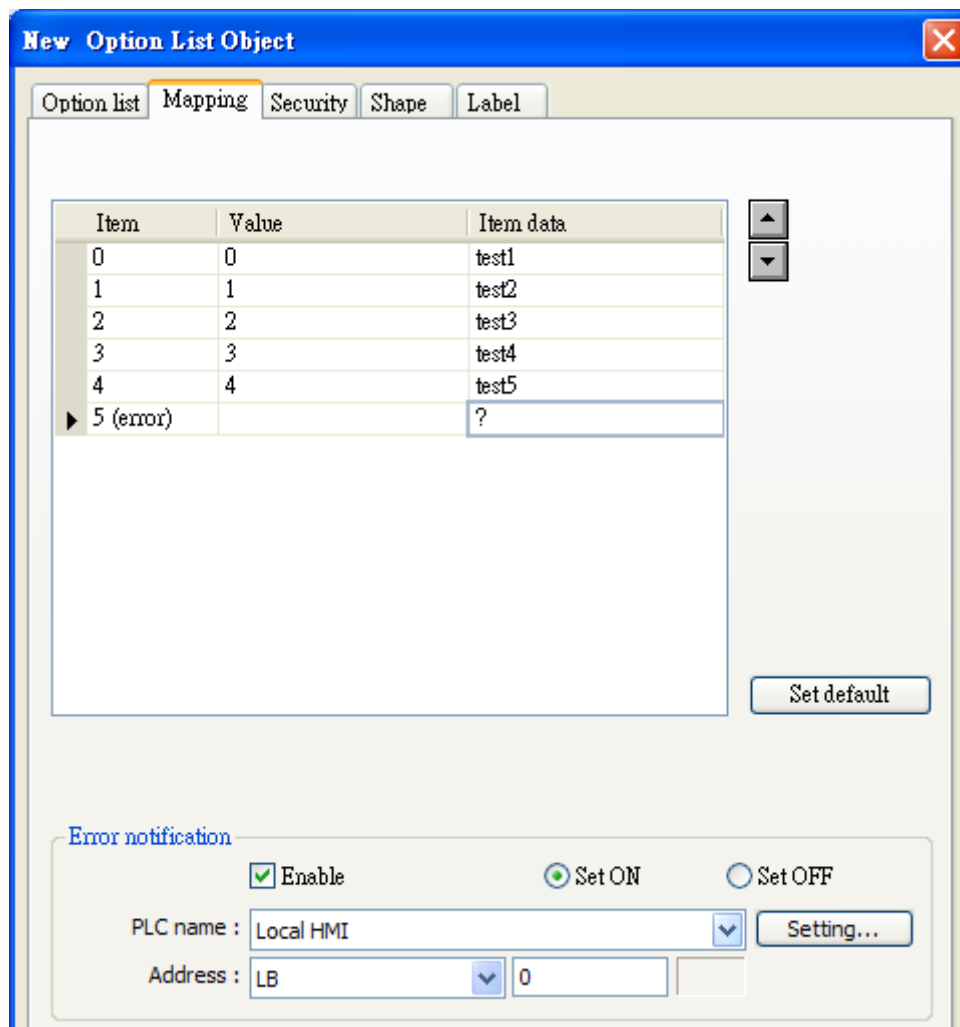 New Option List Object
Option list Mapping Security Shape Label
Item Value Item data
0 0 test1
1 1 test2
2 2 test3
3 3 test4
4 4 test5
5 (error) ?
Set default
Error notification
Enable Set ON Set OFF
PLC name : Local HMI Setting...
Address : LB 0